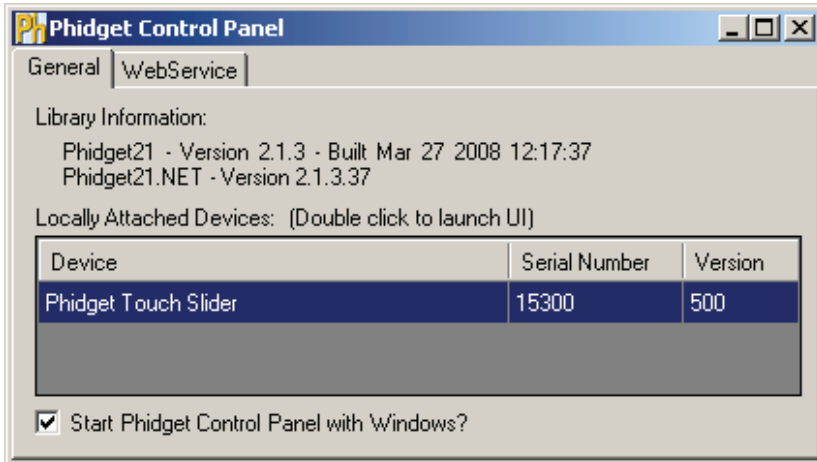 Ph Phidget Control Panel
General WebService
Library Information:
Phidget21 - Version 2.1.3 - Built Mar 27 2008 12:17:37
Phidget21.NET - Version 2.1.3.37
Locally Attached Devices: (Double click to launch UI)
Device Serial Number Version
Phidget Touch Slider 15300 500
Start Phidget Control Panel with Windows?